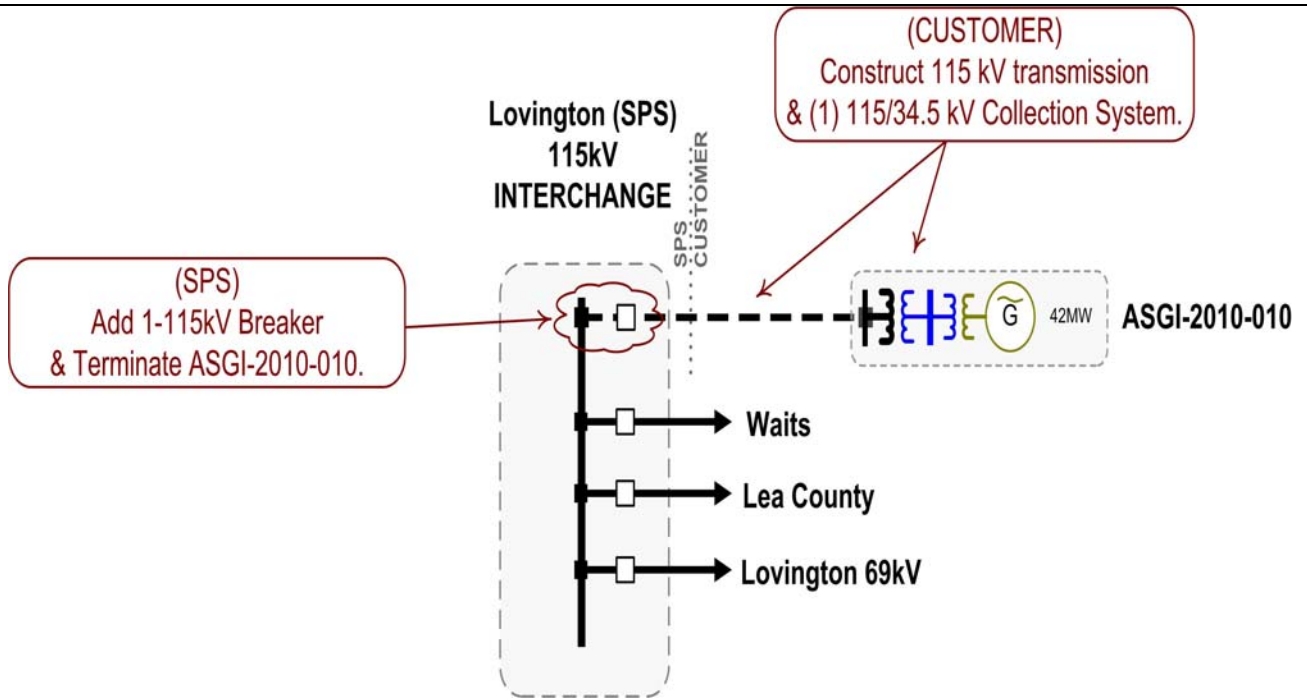 (CUSTOMER)
Construct 115 kV transmission
& (1) 115/34.5 kV Collection System.
Lovington (SPS)
115kV
INTERCHANGE
SPS
CUSTOMER
(SPS)
Add 1-115kV Breaker
& Terminate ASGI-2010-010.
G
42MW
ASGI-2010-010
Waits
Lea County
Lovington 69kV